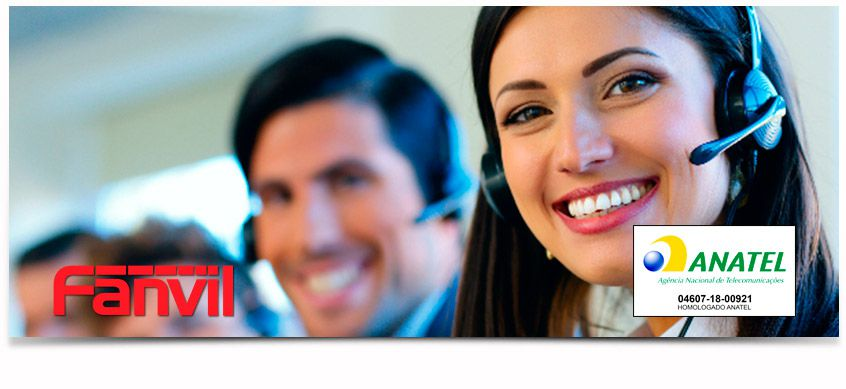 Fanvil
ANATEL
Agência Nacional de Telecomunicações
04607-18-00921
HOMOLOGADO ANATEL